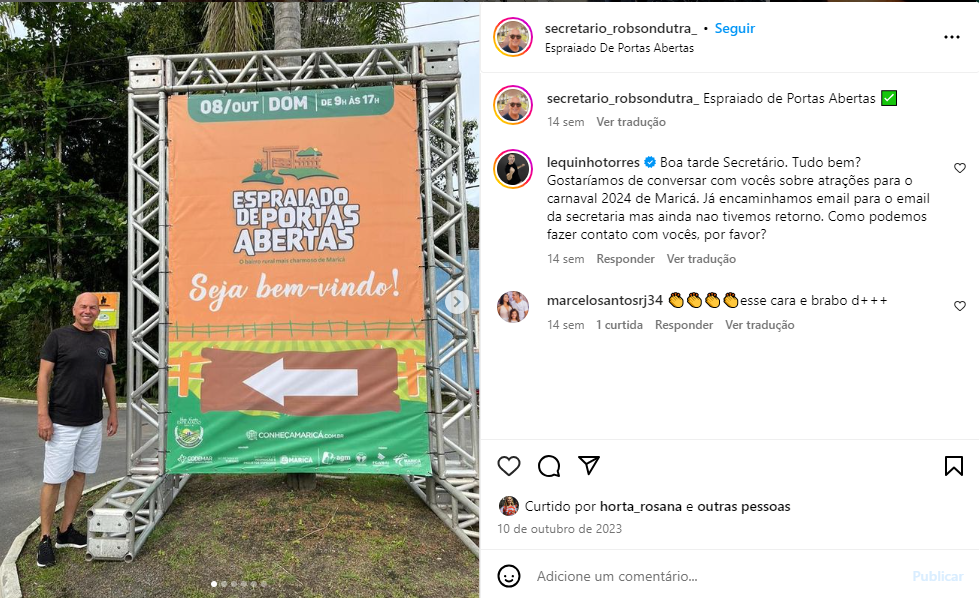 08/OUT | DOM | DE 9H ÀS 17H
ESPRAIADO
DE PORTAS
ABERTAS
O bairro rural mais charmoso de Maricá
Seja bem-vindo!
CONHEÇAMARICÁ.COM.BR
CODEMAR
MARICÁ
secretario_robsondutra_ • Seguir
Espraiado De Portas Abertas
secretario_robsondutra_ Espraiado de Portas Abertas ✅
14 sem Ver tradução
lequinhotorres Boa tarde Secretário. Tudo bem?
Gostaríamos de conversar com vocês sobre atrações para o
carnaval 2024 de Maricá. Já encaminhamos email para o email
da secretaria mas ainda nao tivemos retorno. Como podemos
fazer contato com vocês, por favor?
14 sem Responder Ver tradução
marcelosantosrj34 👏👏👏👏esse cara e brabo d+++
14 sem 1 curtida Responder Ver tradução
Curtido por horta_rosana e outras pessoas
10 de outubro de 2023
Adicione um comentário...
Publicar